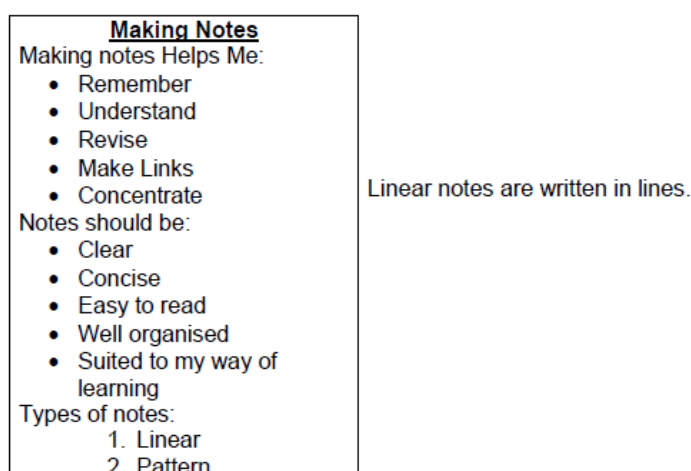 Making Notes
Making notes Helps Me:
• Remember
• Understand
• Revise
• Make Links
• Concentrate
Linear notes are written in lines.
Notes should be:
• Clear
• Concise
• Easy to read
• Well organised
• Suited to my way of
learning
Types of notes:
1. Linear
2. Pattern